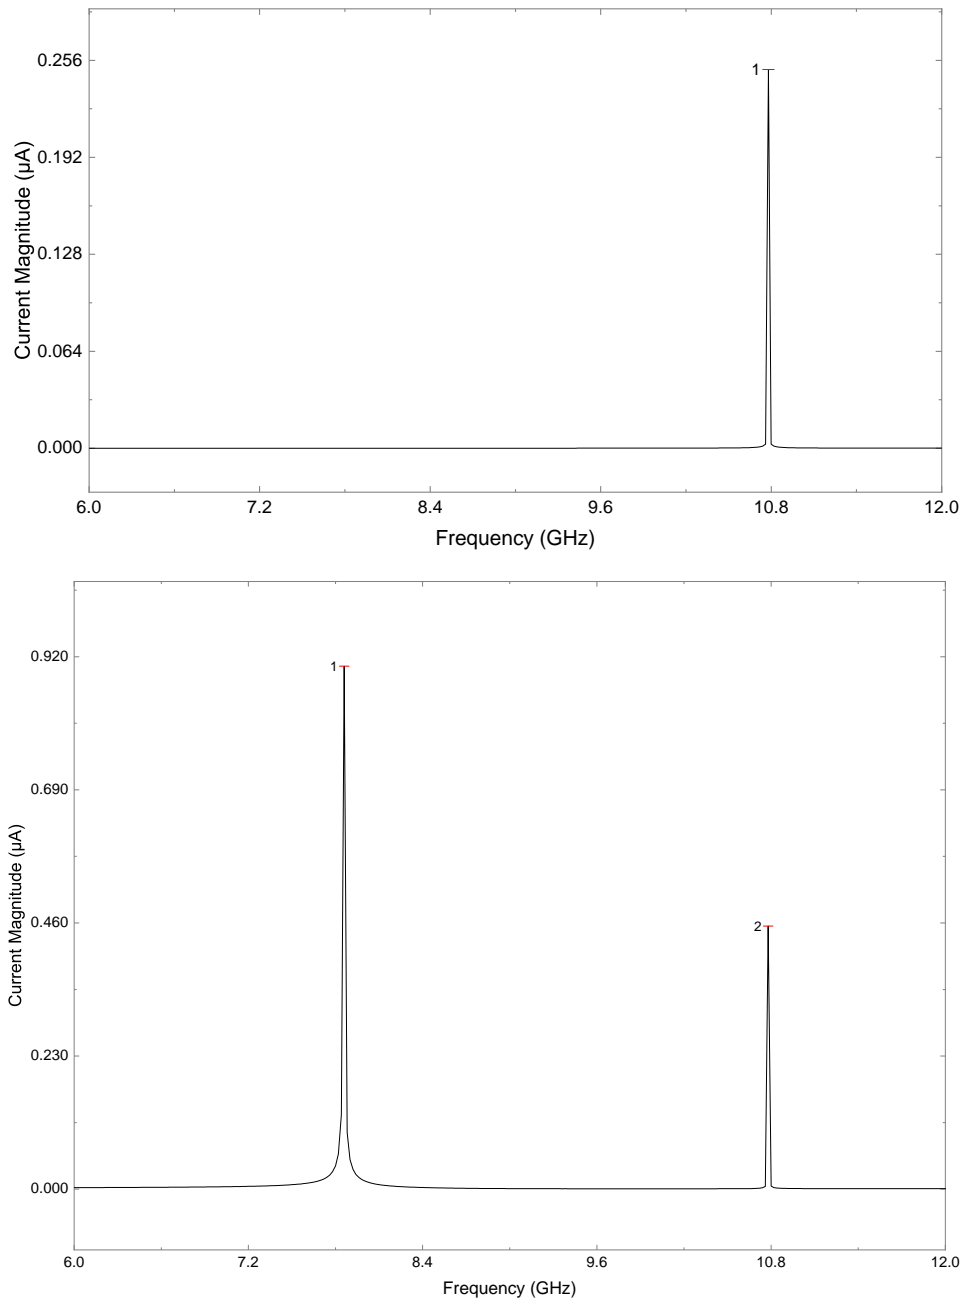 0.256
0.192
0.128
0.064
0.000
Current Magnitude (µA)
1
6.0 7.2 8.4 9.6 10.8 12.0
Frequency (GHz)
0.920
0.690
0.460
0.230
0.000
Current Magnitude (µA)
1
2
6.0 7.2 8.4 9.6 10.8 12.0
Frequency (GHz)